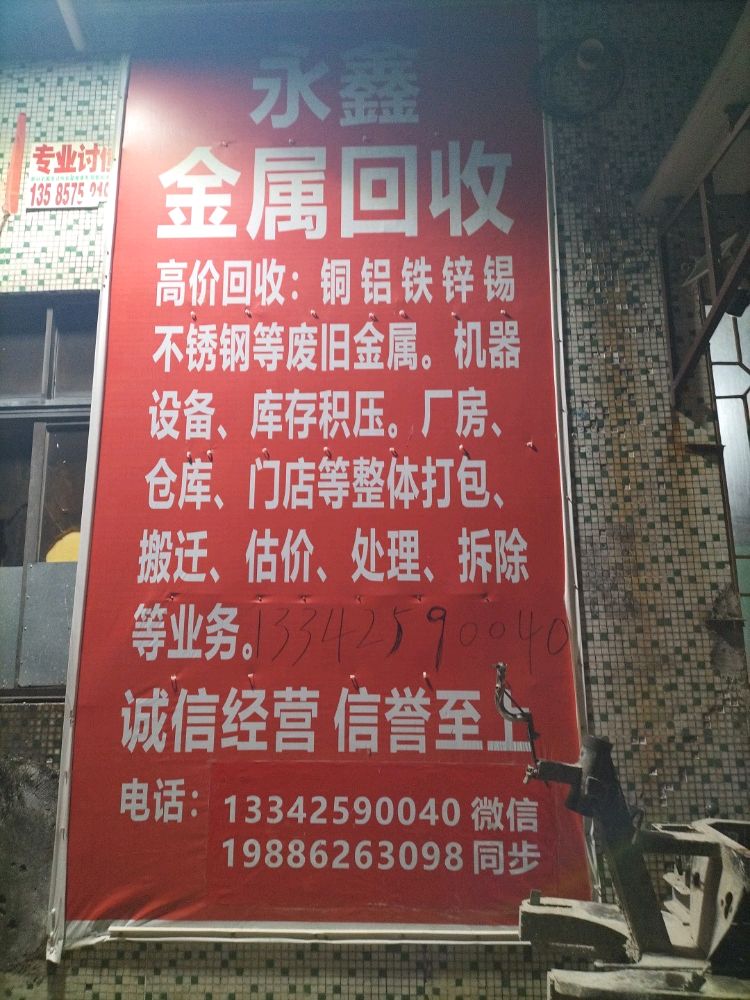 永鑫
金属回收
专业讨
高价回收：铜铝铁锌锡
不锈钢等废旧金属。机器
设备、库存积压。厂房、
仓库、门店等整体打包、
搬迁、估价、处理、拆除
等业务。13342590040
诚信经营 信誉至上
电话：13342590040 微信
19886263098 同步